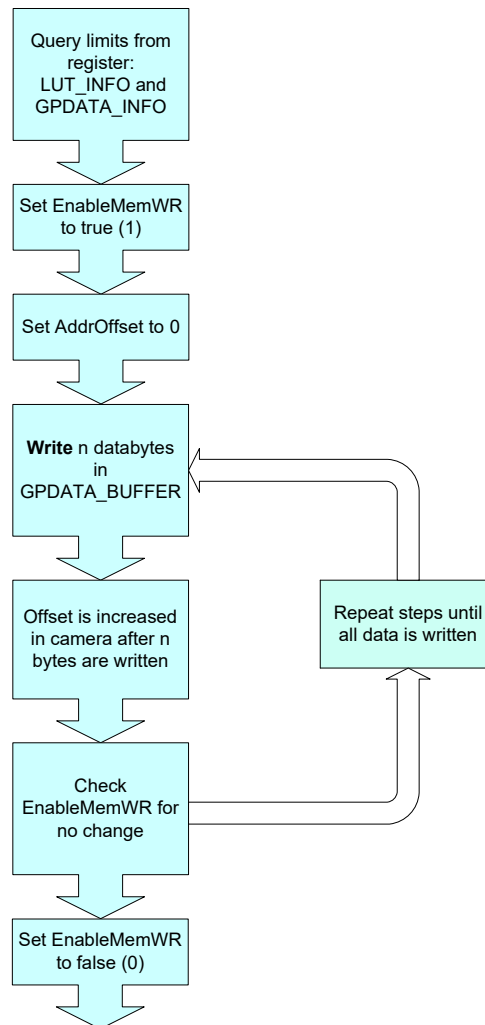 Query limits from
register:
LUT_INFO and
GPDATA_INFO
Set EnableMemWR
to true (1)
Set AddrOffset to 0
Write n databytes
in
GPDATA_BUFFER
Offset is increased
in camera after n
bytes are written
Repeat steps until
all data is written
Check
EnableMemWR for
no change
Set EnableMemWR
to false (0)